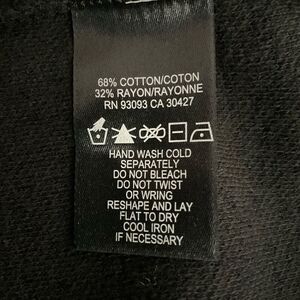 68% COTTON/COTON
32% RAYON/RAYONNE
RN 93093 CA 30427
HAND WASH COLD
SEPARATELY
DO NOT BLEACH
DO NOT TWIST
OR WRING
RESHAPE AND LAY
FLAT TO DRY
COOL IRON
IF NECESSARY